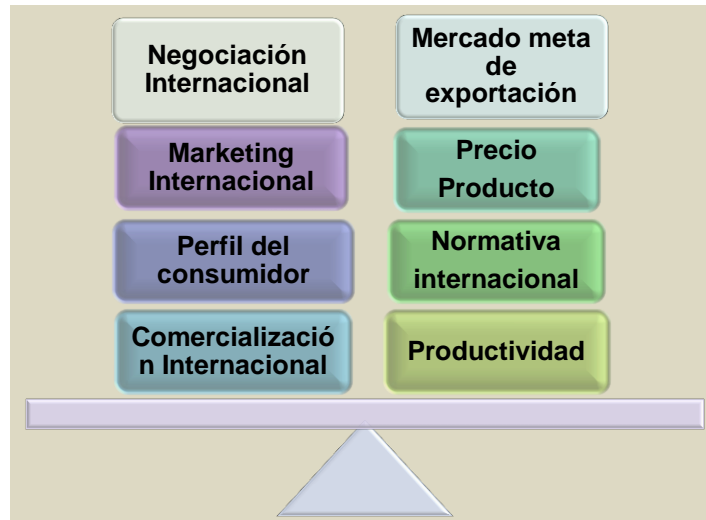 Negociación
Internacional
Mercado meta
de
exportación
Marketing
Internacional
Precio
Producto
Perfil del
consumidor
Normativa
internacional
Comercializació
n Internacional
Productividad